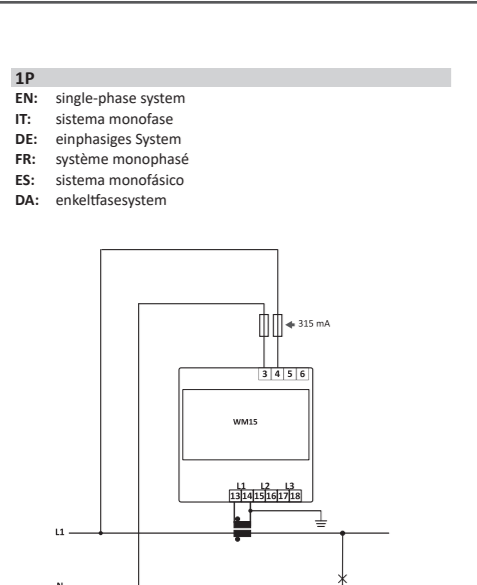 1P
EN: single-phase system
IT: sistema monofase
DE: einphasiges System
FR: système monophasé
ES: sistema monofásico
DA: enkeltfasesystem
315 mA
3 4 5 6
WM15
L1 L2 L3
13 14 15 16 17 18
L1
N